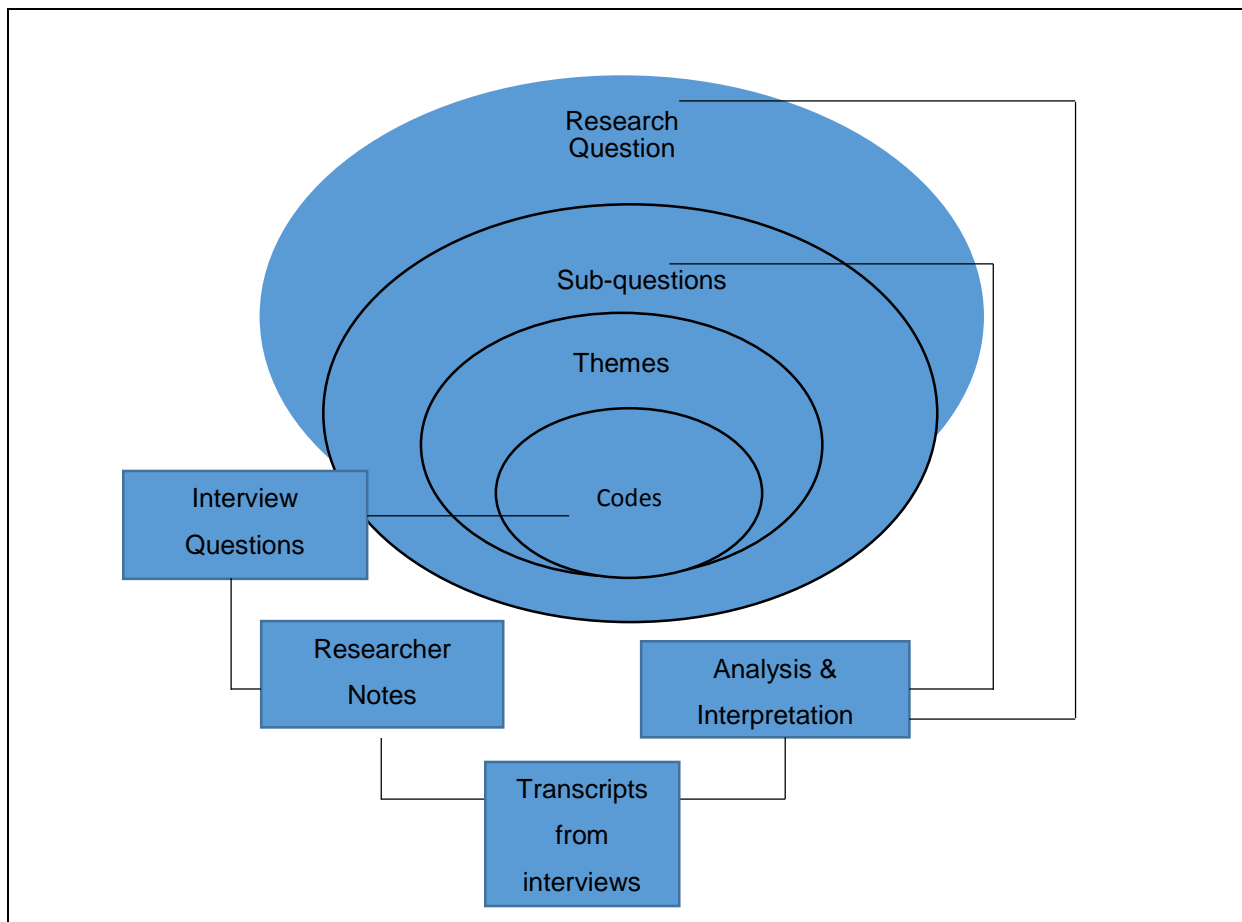 Research
Question
Sub-questions
Themes
Codes
Interview
Questions
Researcher
Notes
Analysis &
Interpretation
Transcripts
from
interviews